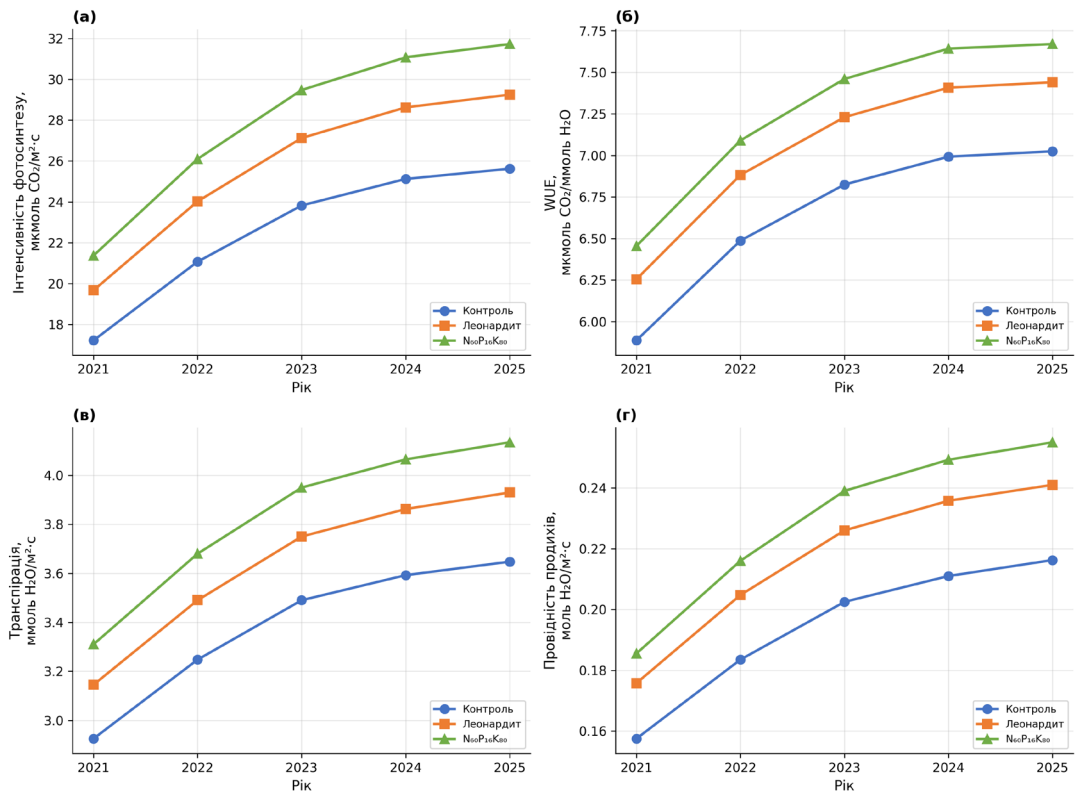 (а)
Інтенсивність фотосинтезу,
мкмоль CO₂/м²·с
32
30
28
26
24
22
20
18
Контроль
Леонардит
N₆₀P₁₆K₈₀
2021 2022 2023 2024 2025
Рік
(б)
WUE,
мкмоль CO₂/ммоль H₂O
7.75
7.50
7.25
7.00
6.75
6.50
6.25
6.00
Контроль
Леонардит
N₆₀P₁₆K₈₀
2021 2022 2023 2024 2025
Рік
(в)
Транспірація,
ммоль H₂O/м²·с
4.0
3.8
3.6
3.4
3.2
3.0
Контроль
Леонардит
N₆₀P₁₆K₈₀
2021 2022 2023 2024 2025
Рік
(г)
Провідність продихів,
моль H₂O/м²·с
0.24
0.22
0.20
0.18
0.16
Контроль
Леонардит
N₆₀P₁₆K₈₀
2021 2022 2023 2024 2025
Рік